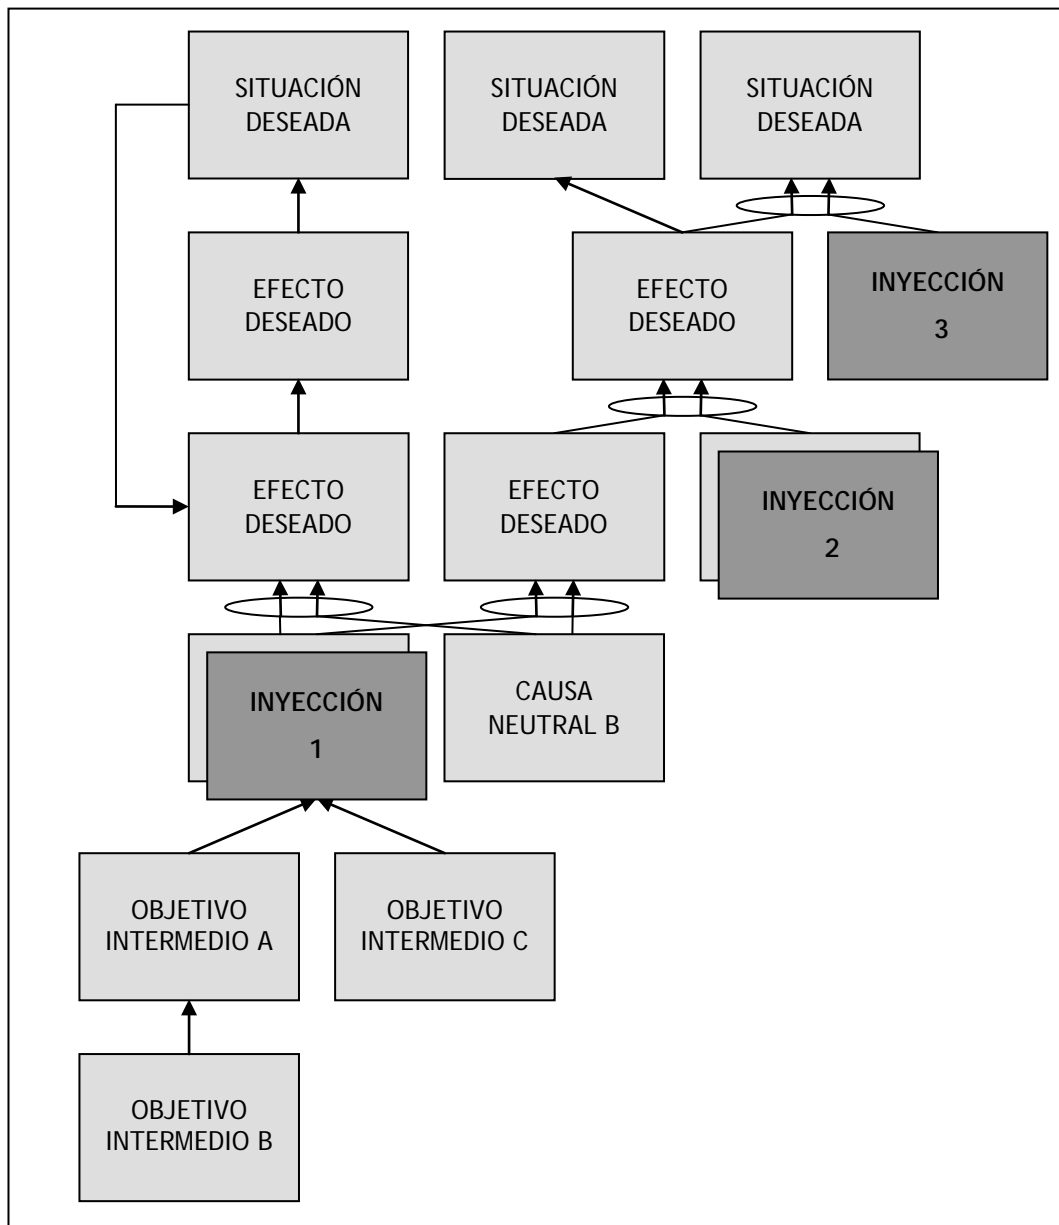 SITUACIÓN
DESEADA
SITUACIÓN
DESEADA
SITUACIÓN
DESEADA
EFECTO
DESEADO
EFECTO
DESEADO
INYECCIÓN
3
EFECTO
DESEADO
EFECTO
DESEADO
INYECCIÓN
2
INYECCIÓN
1
CAUSA
NEUTRAL B
OBJETIVO
INTERMEDIO A
OBJETIVO
INTERMEDIO C
OBJETIVO
INTERMEDIO B